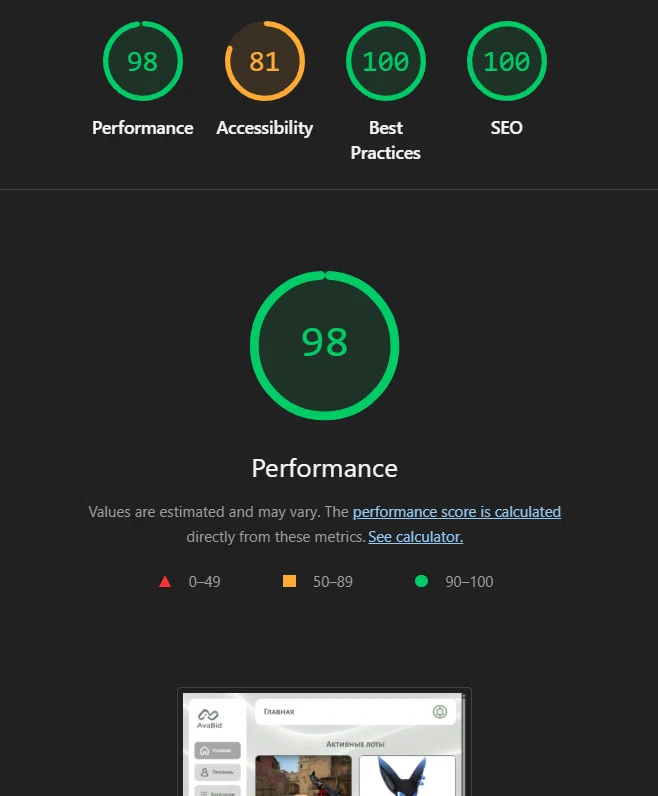 98
81
100
100
Performance
Accessibility
Best
Practices
SEO
98
Performance
Values are estimated and may vary. The performance score is calculated
directly from these metrics. See calculator.
0–49
50–89
90–100
AvaBid
Главная
Активные лоты
Главная
Профиль
Категории